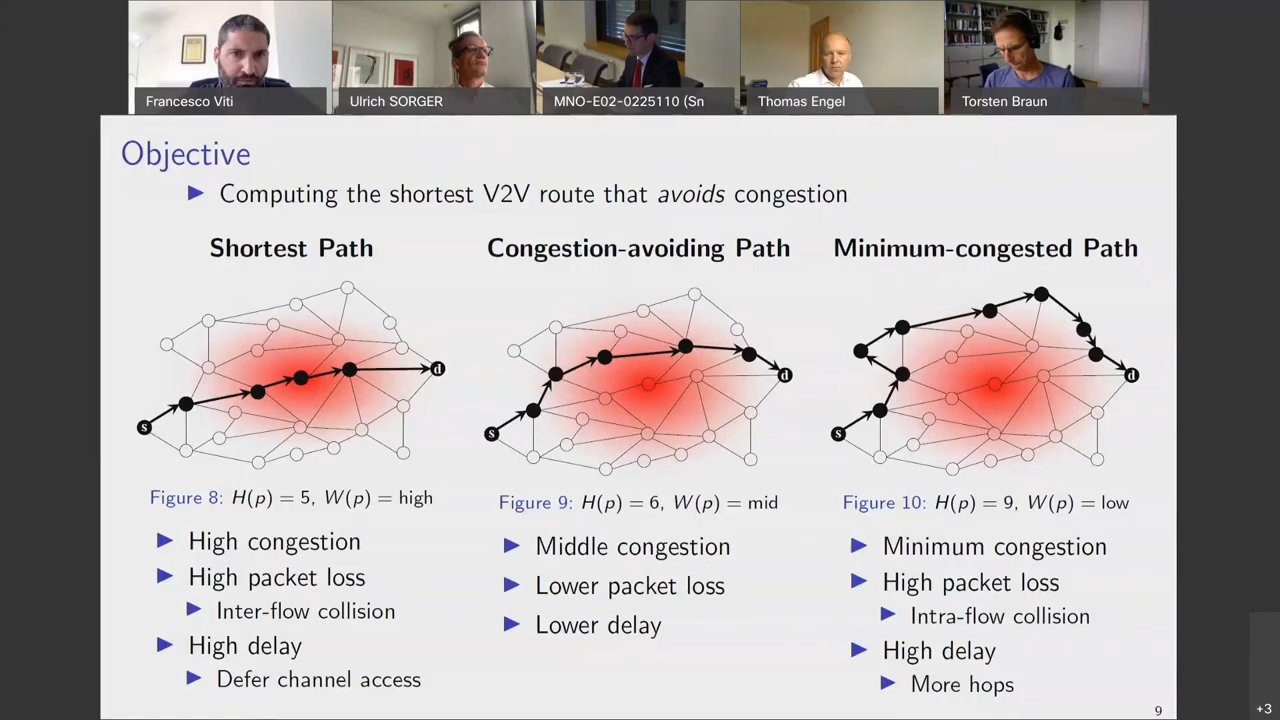 Francesco Viti
Ulrich SORGER
MNO-E02-0225110 (Sn
Thomas Engel
Torsten Braun
Objective
Computing the shortest V2V route that avoids congestion
Shortest Path
s
d
Figure 8: H(p) = 5, W(p) = high
High congestion
High packet loss
Inter-flow collision
High delay
Defer channel access
Congestion-avoiding Path
s
d
Figure 9: H(p) = 6, W(p) = mid
Middle congestion
Lower packet loss
Lower delay
Minimum-congested Path
s
d
Figure 10: H(p) = 9, W(p) = low
Minimum congestion
High packet loss
Intra-flow collision
High delay
More hops
9
+3